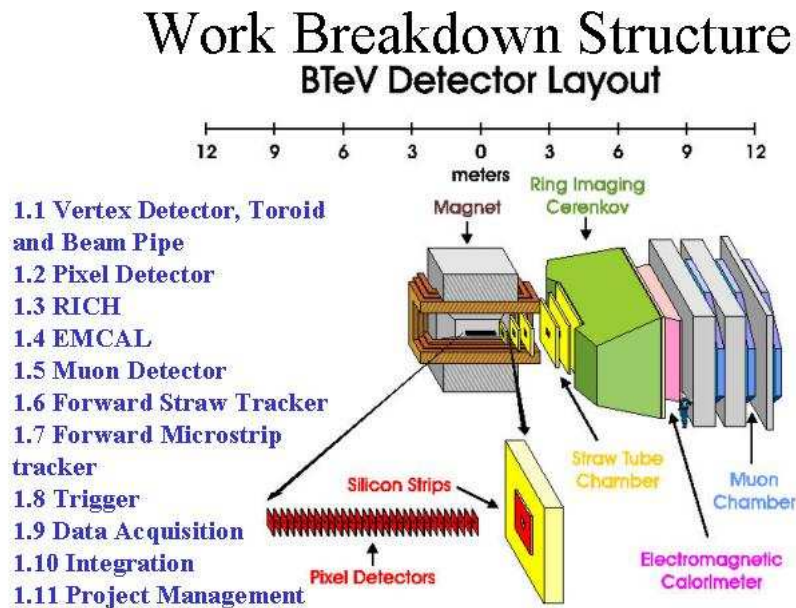 Work Breakdown Structure
BTeV Detector Layout
12 9 6 3 0 3 6 9 12
meters
Magnet
Ring Imaging
Cerenkov
1.1 Vertex Detector, Toroid
and Beam Pipe
1.2 Pixel Detector
1.3 RICH
1.4 EMCAL
1.5 Muon Detector
1.6 Forward Straw Tracker
1.7 Forward Microstrip
tracker
1.8 Trigger
1.9 Data Acquisition
1.10 Integration
1.11 Project Management
Straw Tube
Chamber
Muon
Chamber
Silicon Strips
Electromagnetic
Calorimeter
Pixel Detectors